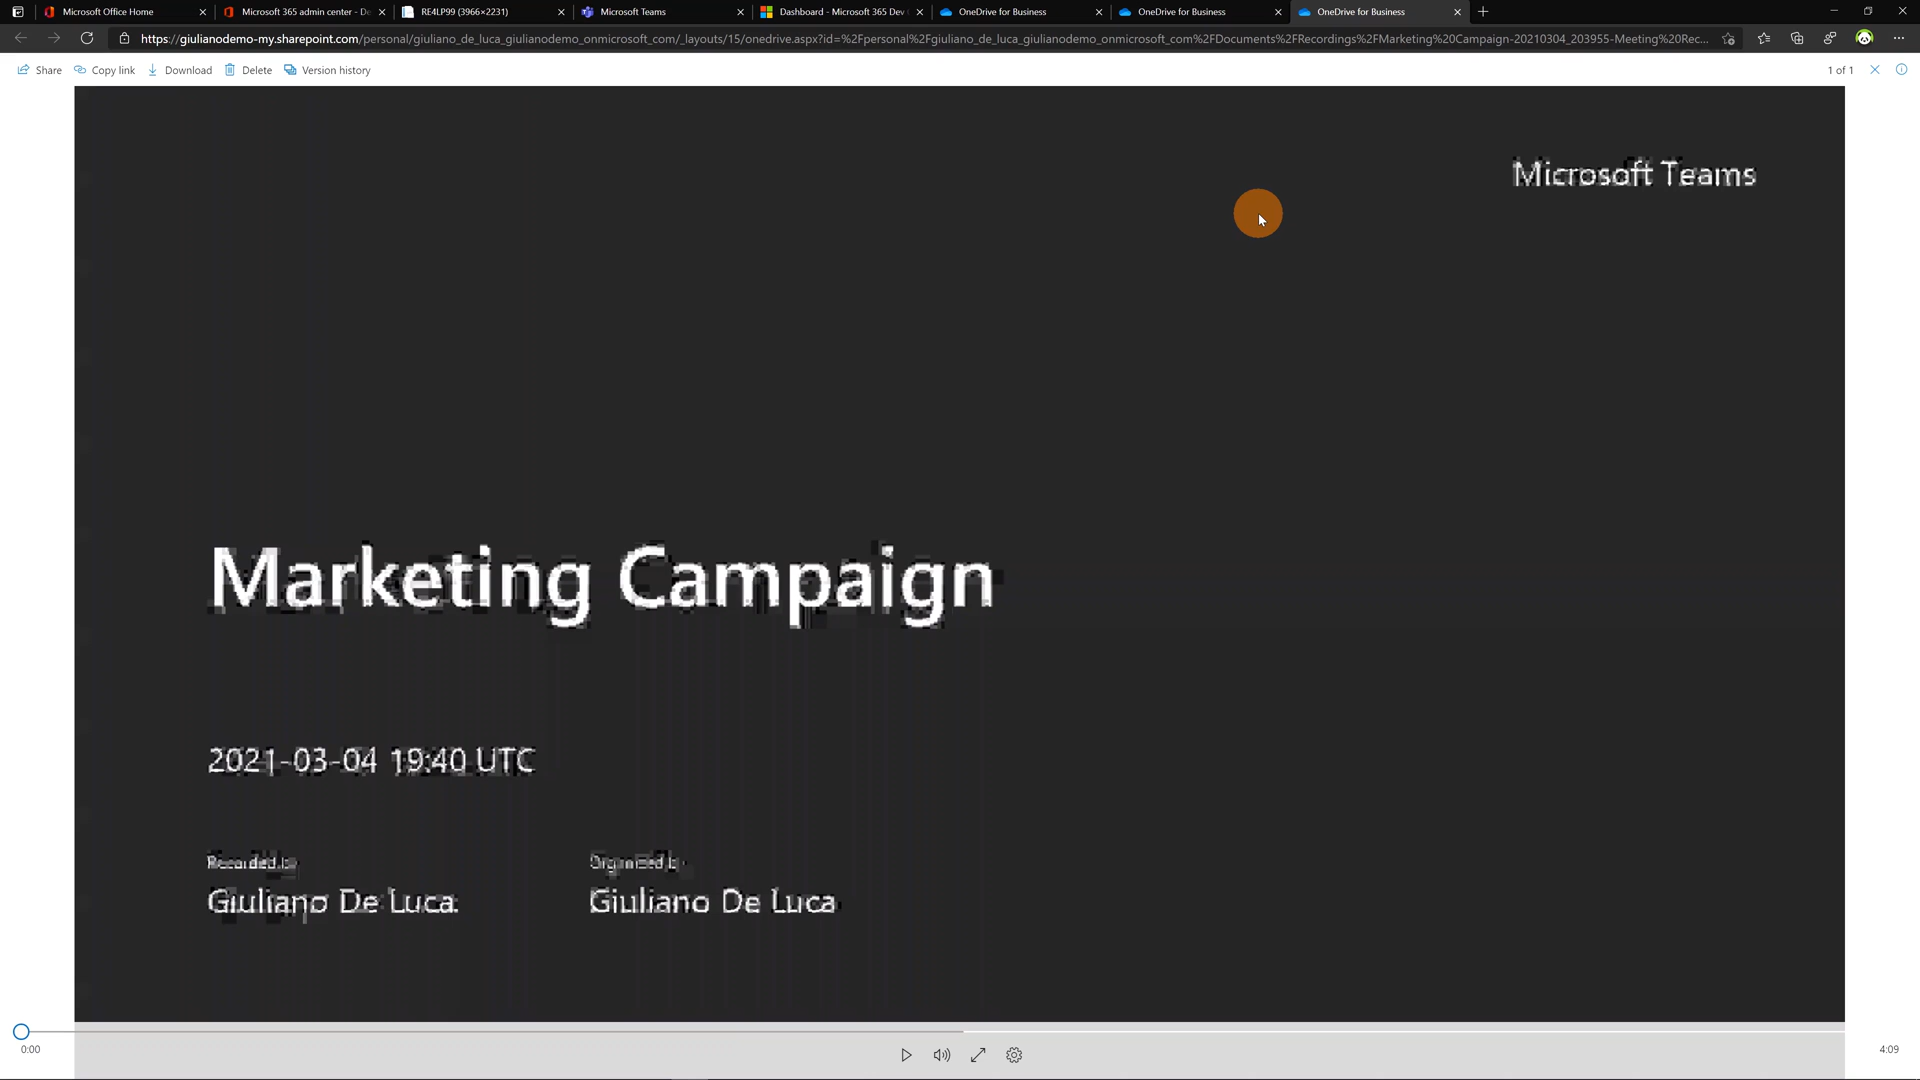 Microsoft Office Home
Microsoft 365 admin center - De
RE4LP99 (3966×2231)
Microsoft Teams
Dashboard - Microsoft 365 Dev
OneDrive for Business
OneDrive for Business
OneDrive for Business
https://giulianodemo-my.sharepoint.com/personal/giuliano_de_luca_giulianodemo_onmicrosoft_com/_layouts/15/onedrive.aspx?id=%2Fpersonal%2Fgiuliano_de_luca_giulianodemo_onmicrosoft_com%2FDocuments%2FRecordings%2FMarketing%20Campaign-20210304_203955-Meeting%20Rec...
Share
Copy link
Download
Delete
Version history
1 of 1
Microsoft Teams
Marketing Campaign
2021-03-04 19:40 UTC
Recorded by
Organized by
Giuliano De Luca
Giuliano De Luca
0:00
4:09